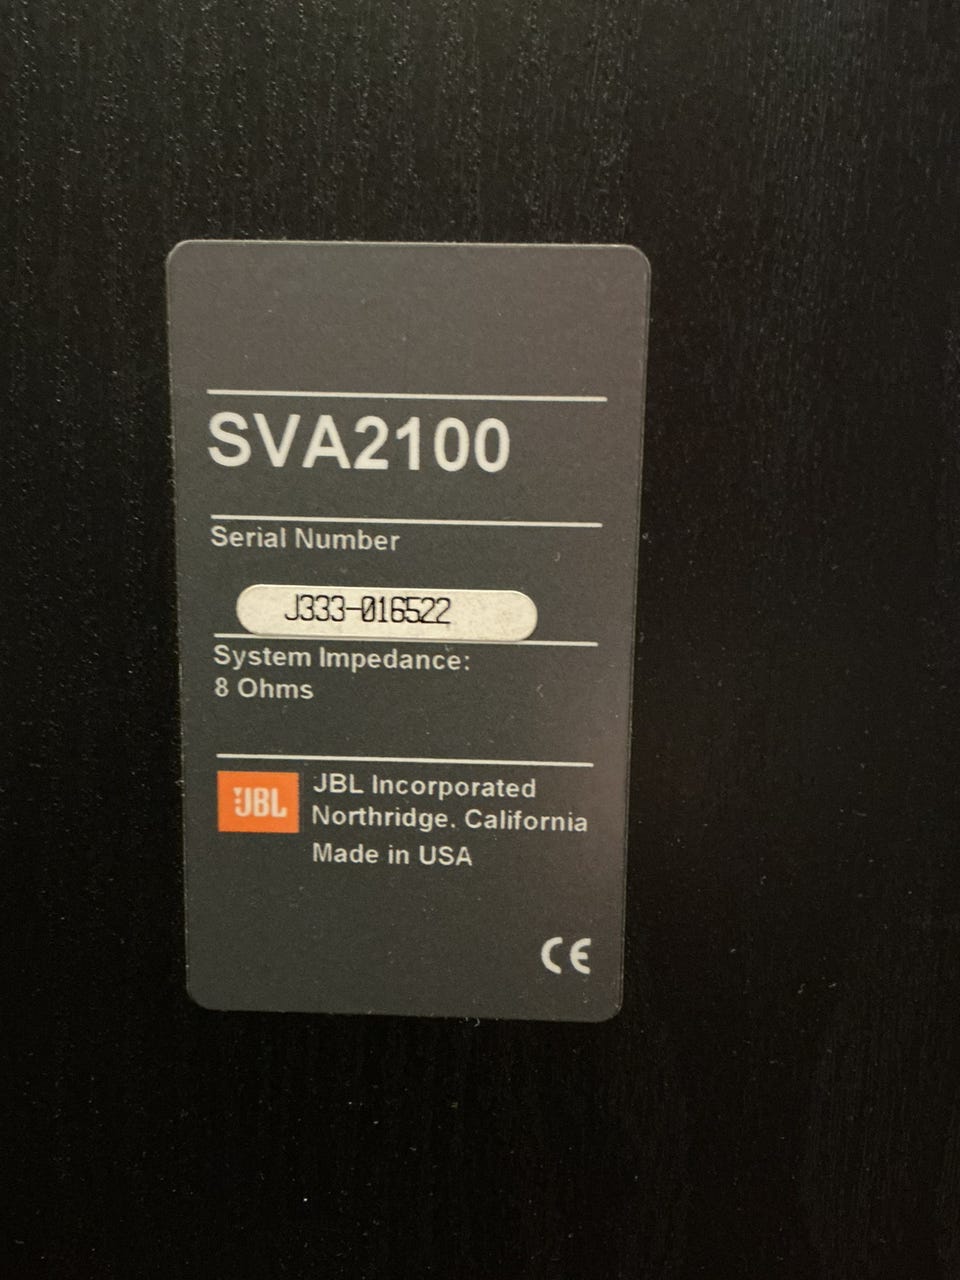 SVA2100
Serial Number
J333-016522
System Impedance:
8 Ohms
JBL
JBL Incorporated
Northridge. California
Made in USA
CE